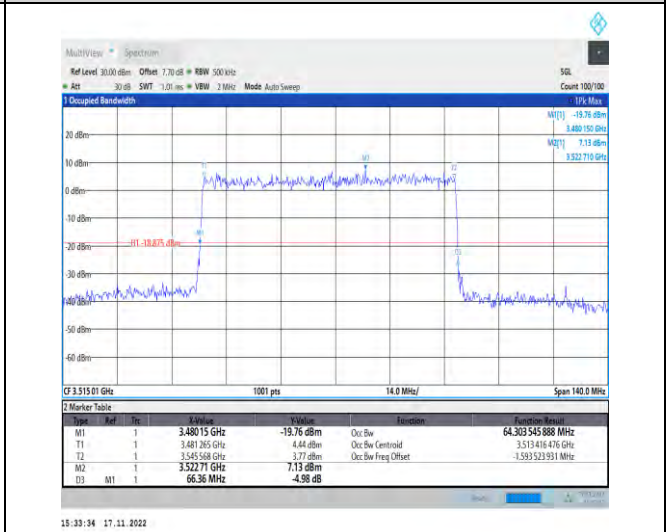 MultiView Spectrum
Ref Level 30.00 dBm Offset 7.70 dB RBW 500 kHz SGL
Att 30 dB SWT 1.01 ms VBW 2 MHz Mode Auto Sweep Count 100/100
1 Occupied Bandwidth 1Pk Max
M1[1] -19.76 dBm
3.480 150 GHz
M2[1] 7.13 dBm
3.522 710 GHz
20 dBm
10 dBm
0 dBm
-10 dBm
-20 dBm
H1 -18.875 dBm
-30 dBm
-40 dBm
-50 dBm
-60 dBm
T1
M2
T2
M1
D3
CF 3.515 01 GHz 1001 pts 14.0 MHz/ Span 140.0 MHz
2 Marker Table
Type Ref Trc X-Value Y-Value Function Function Result
M1 1 3.480 15 GHz -19.76 dBm Occ Bw 64.303 545 888 MHz
T1 1 3.481 265 GHz 4.44 dBm Occ Bw Centroid 3.513 416 476 GHz
T2 1 3.545 568 GHz 3.77 dBm Occ Bw Freq Offset -1.593 523 931 MHz
M2 1 3.522 71 GHz 7.13 dBm
D3 M1 1 66.36 MHz -4.98 dB
15:33:34 17.11.2022